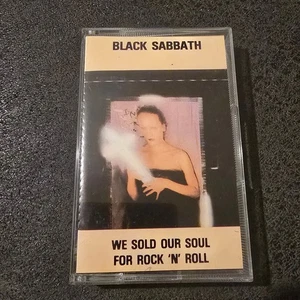 BLACK SABBATH
WE SOLD OUR SOUL
FOR ROCK 'N' ROLL